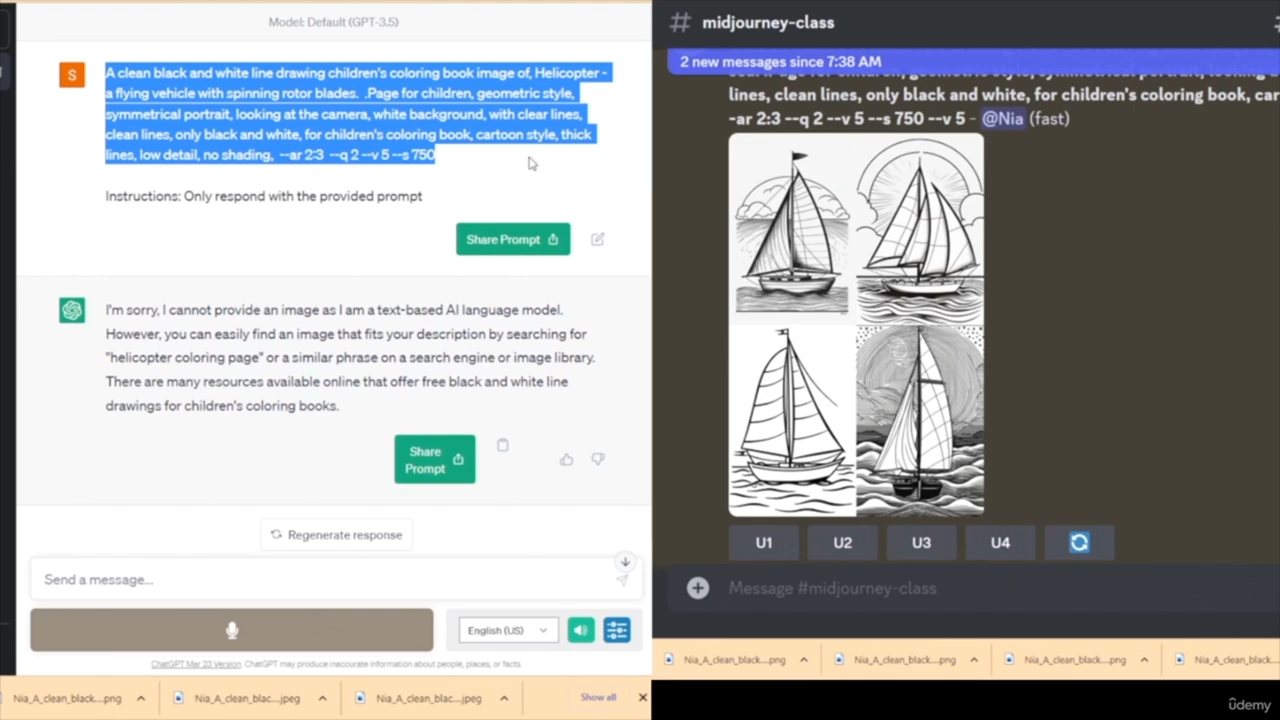 Model: Default (GPT-3.5)
S
A clean black and white line drawing children's coloring book image of, Helicopter -
a flying vehicle with spinning rotor blades. .Page for children, geometric style,
symmetrical portrait, looking at the camera, white background, with clear lines,
clean lines, only black and white, for children's coloring book, cartoon style, thick
lines, low detail, no shading, --ar 2:3 --q 2 --v 5 --s 750
Instructions: Only respond with the provided prompt
Share Prompt
I'm sorry, I cannot provide an image as I am a text-based AI language model.
However, you can easily find an image that fits your description by searching for
"helicopter coloring page" or a similar phrase on a search engine or image library.
There are many resources available online that offer free black and white line
drawings for children's coloring books.
Share
Prompt
Regenerate response
Send a message...
English (US)
ChatGPT Mar 23 Version. ChatGPT may produce inaccurate information about people, places, or facts.
Nia_A_clean_black....png
Nia_A_clean_blac....jpeg
Nia_A_clean_blac....jpeg
Show all
# midjourney-class
2 new messages since 7:38 AM
lines, clean lines, only black and white, for children's coloring book, car
-ar 2:3 --q 2 --v 5 --s 750 --v 5 - @Nia (fast)
U1
U2
U3
U4
Message #midjourney-class
Nia_A_clean_black....png
Nia_A_clean_black....png
Nia_A_clean_black....png
Nia_A_clean_black....
ûdemy